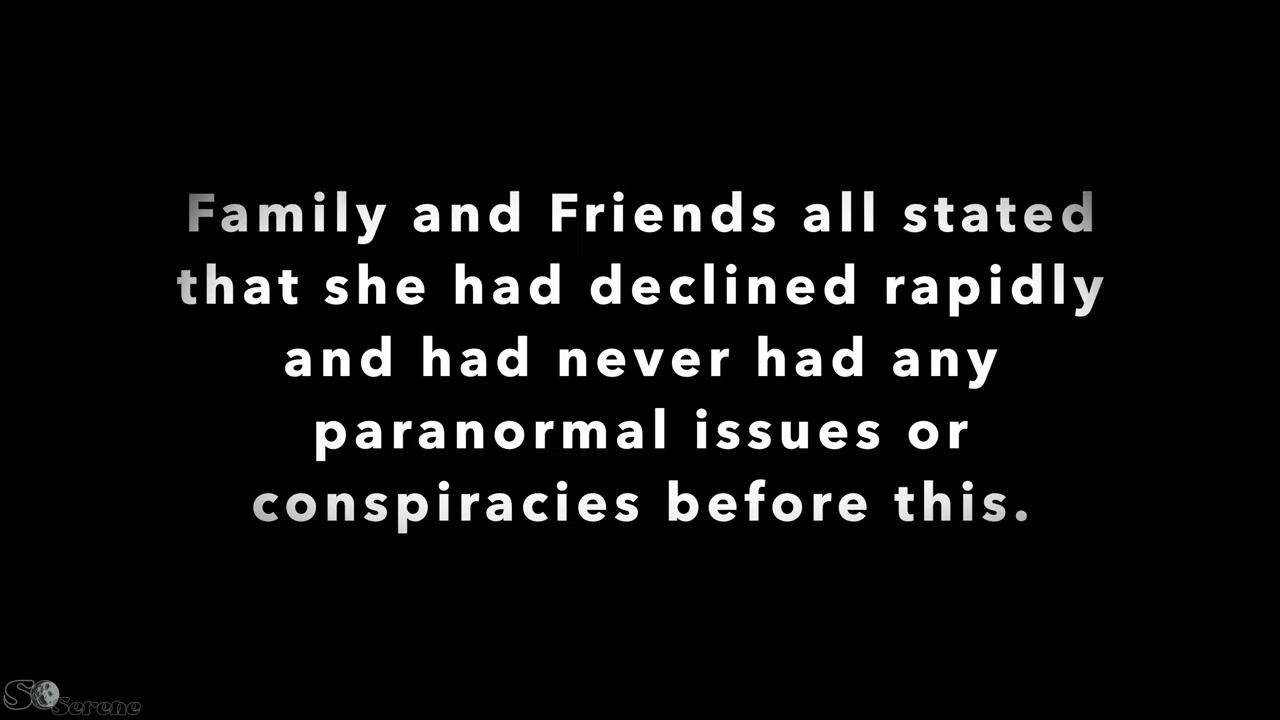 Family and Friends all stated
that she had declined rapidly
and had never had any
paranormal issues or
conspiracies before this.
SO
Serene